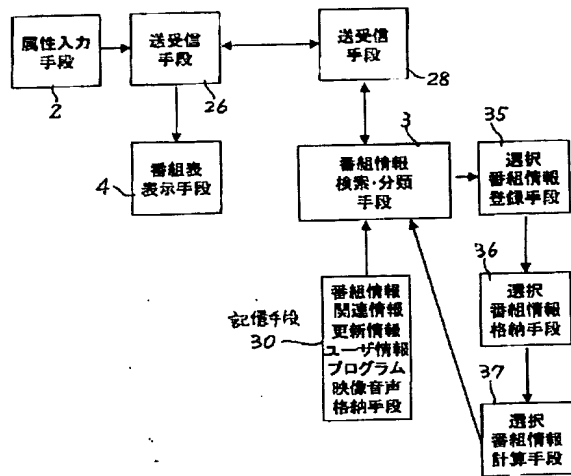 属性入力
手段
2
送受信
手段
26
送受信
手段
28
番組表
表示手段
4
3
番組情報
検索・分類
手段
35
選択
番組情報
登録手段
36
選択
番組情報
格納手段
記憶手段
30
番組情報
関連情報
更新情報
ユーザ情報
プログラム
映像音声
格納手段
37
選択
番組情報
計算手段